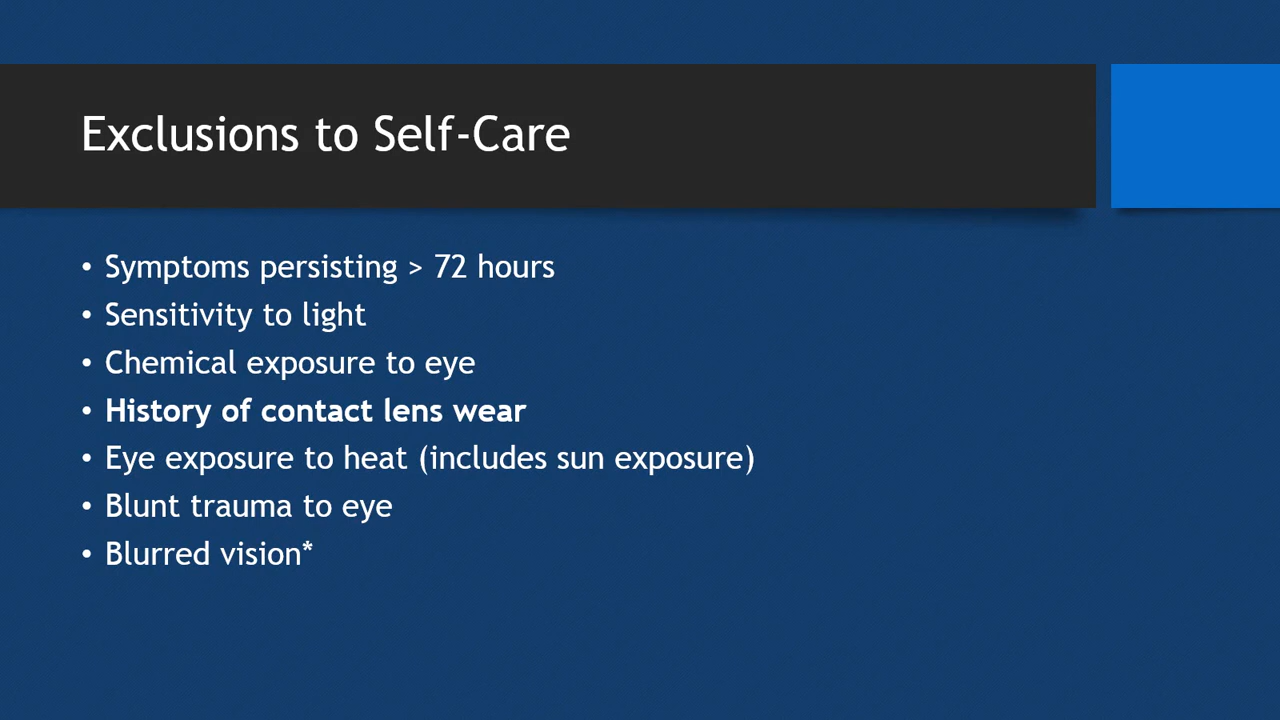 Exclusions to Self-Care
• Symptoms persisting > 72 hours
• Sensitivity to light
• Chemical exposure to eye
• History of contact lens wear
• Eye exposure to heat (includes sun exposure)
• Blunt trauma to eye
• Blurred vision*